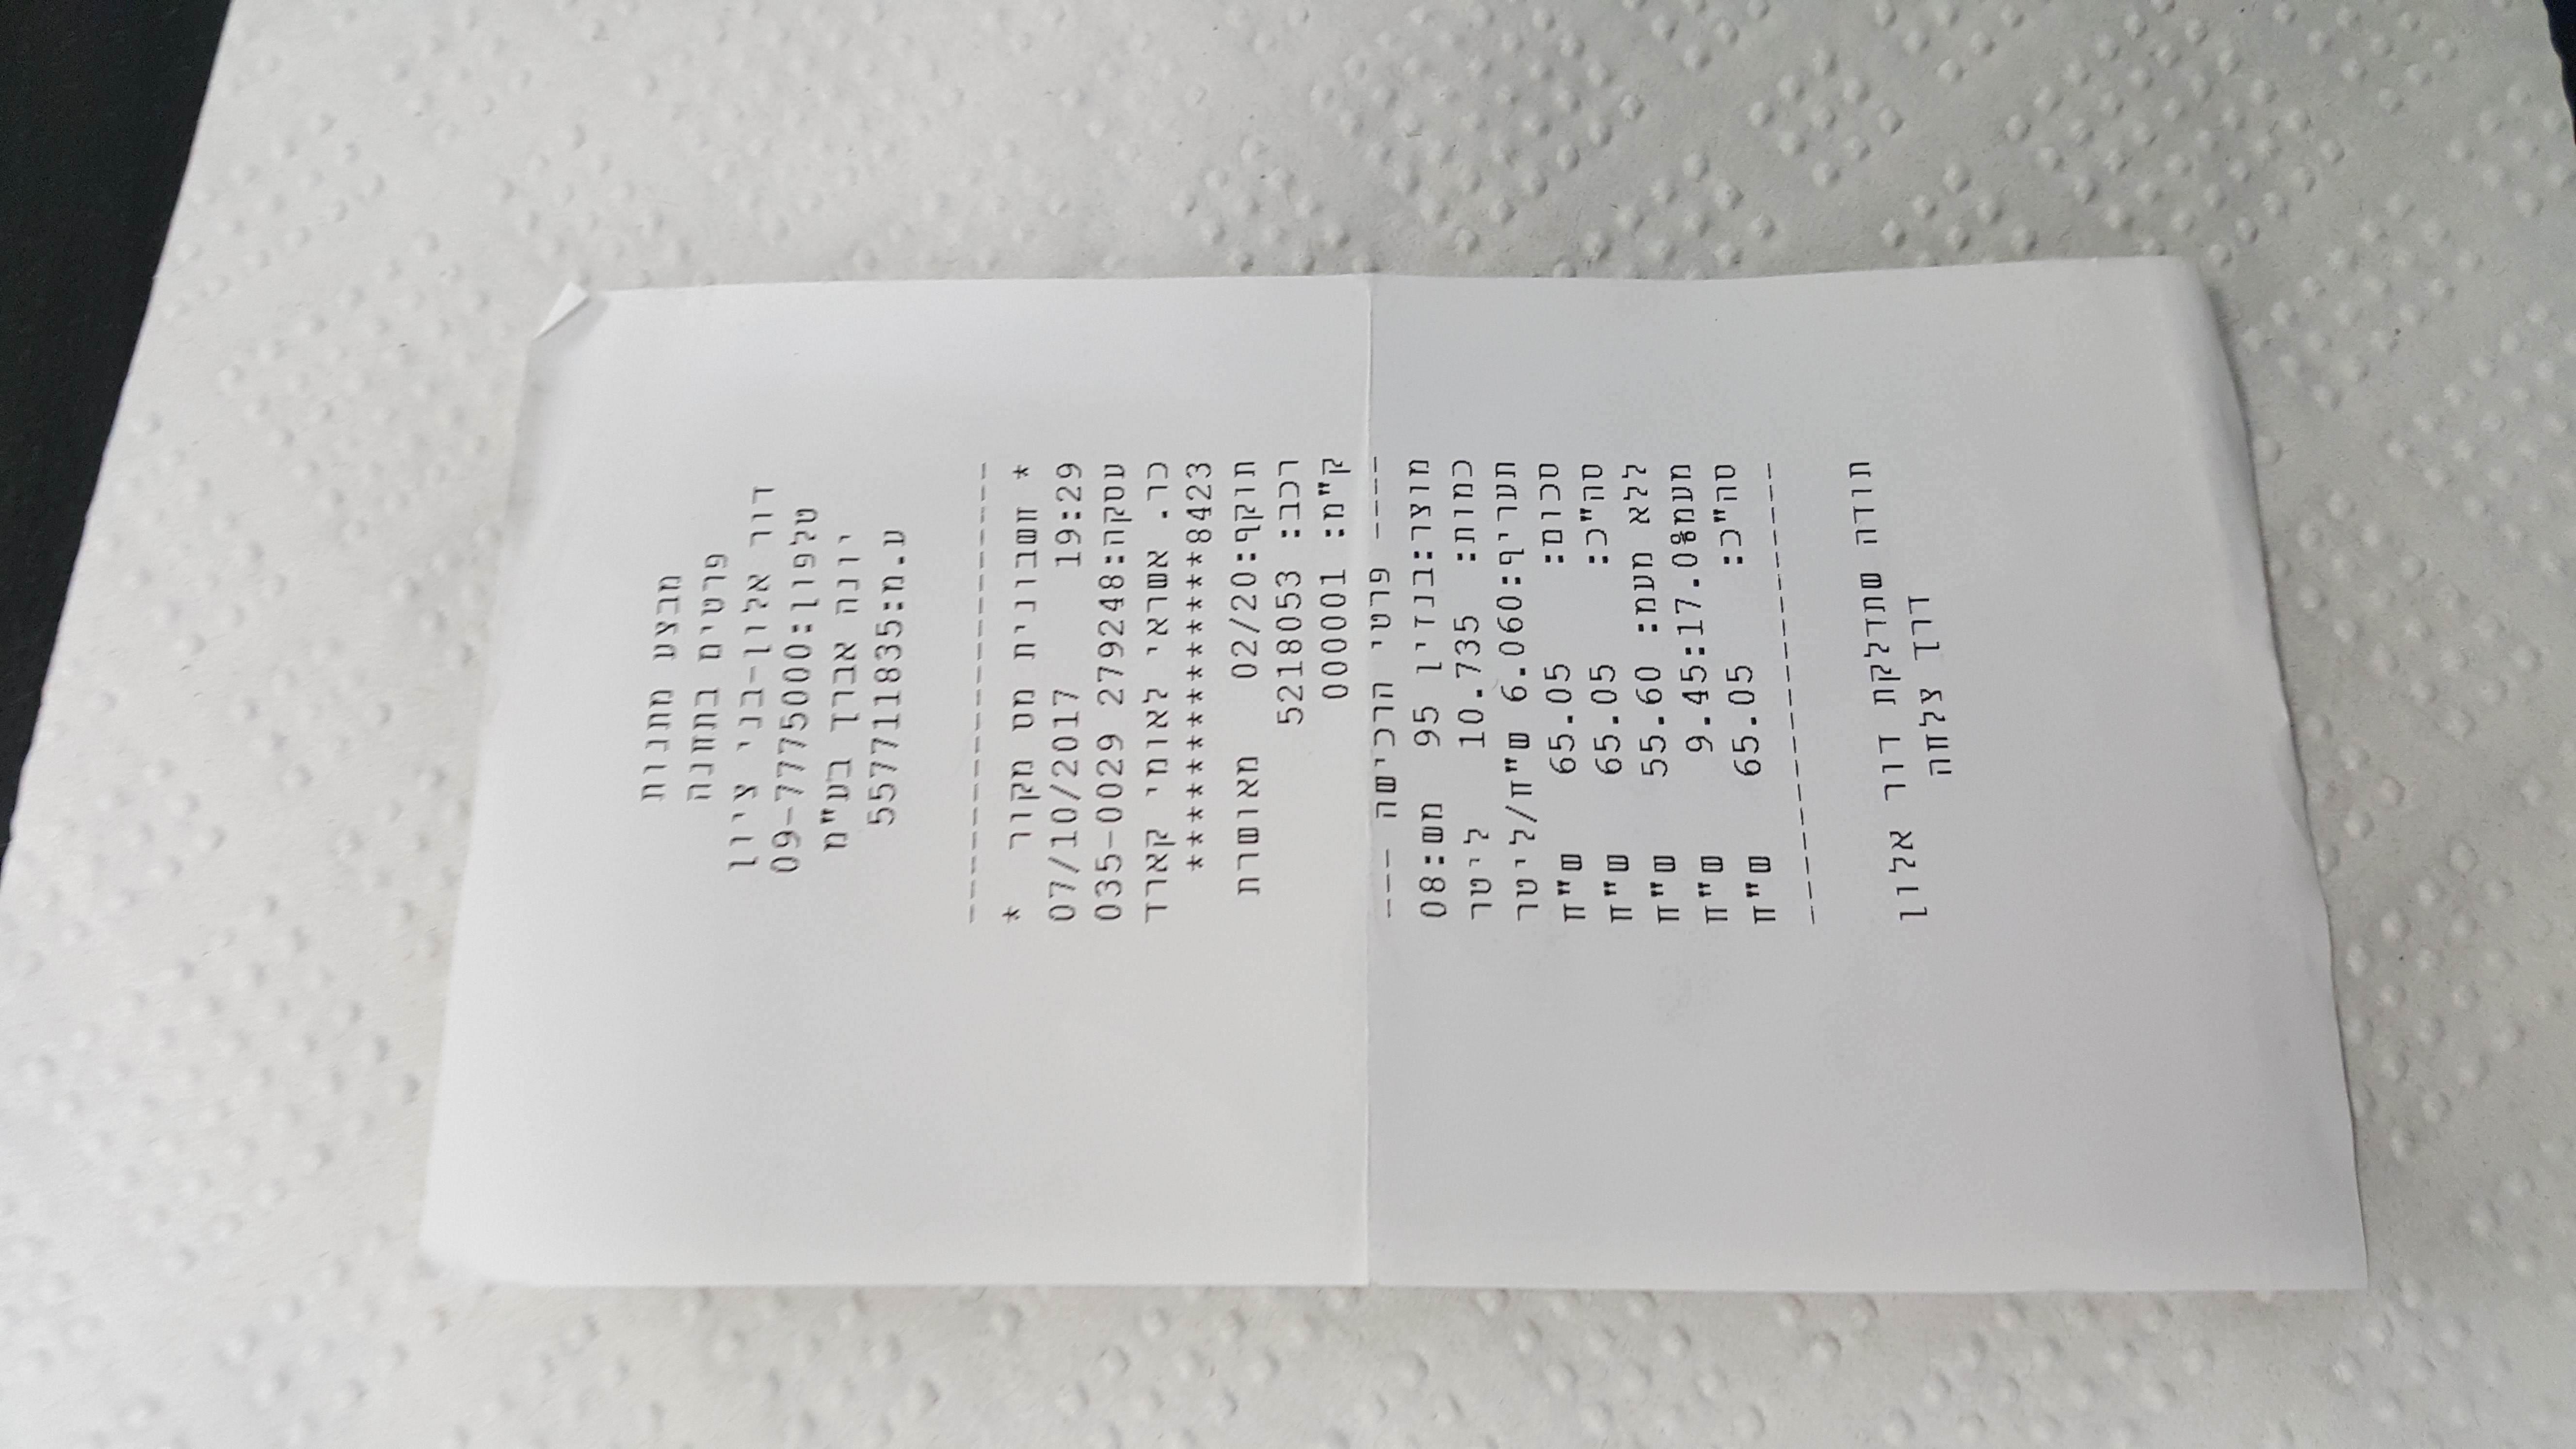 מבצע מתנות
פרטים בתחנה
דור אלון-בני ציון
טלפון:09-7775000
יונה אברך בע"מ
ע.מ:557711835
--------------------
* חשבונית מס מקור *
19:29 07/10/2017
עסקה:279248 035-0029
כר. אשראי לאומי קארד
**************8423
תוקף:02/20 מאושרת
רכב: 5218053
ק"מ: 000001
---- פרטי הרכישה ---
מוצר:בנזין 95 מש:08
כמות: 10.735 ליטר
תעריף:6.060 ש"ח/ליטר
סכום: 65.05 ש"ח
סה"כ: 65.05 ש"ח
ללא מעמ: 55.60 ש"ח
מעמ17.0%:9.45 ש"ח
סה"כ: 65.05 ש"ח
--------------------
תודה שתדלקת דור אלון
דרך צלחה